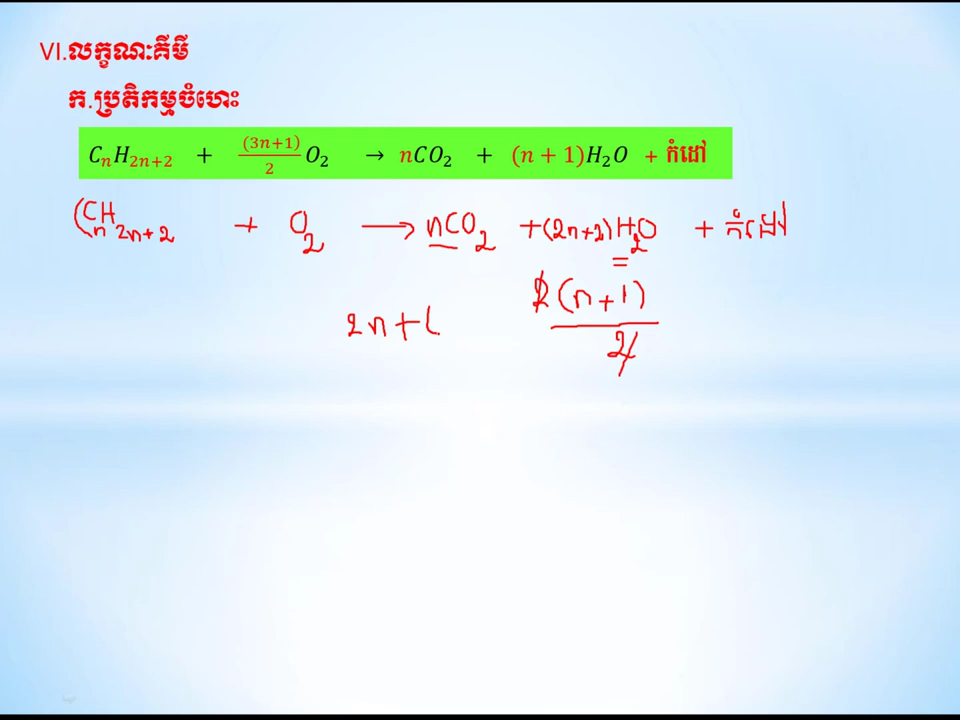 VI.លក្ខណៈគីមី
ក.ប្រតិកម្មចំហេះ
CₙH₂ₙ₊₂ + (3n+1)/2 O₂ → nCO₂ + (n + 1)H₂O + កំដៅ
CₙH₂ₙ₊₂ + O₂ → nCO₂ + (2n+2)H₂O + កំដៅ
2(n+1)
2n+(
2